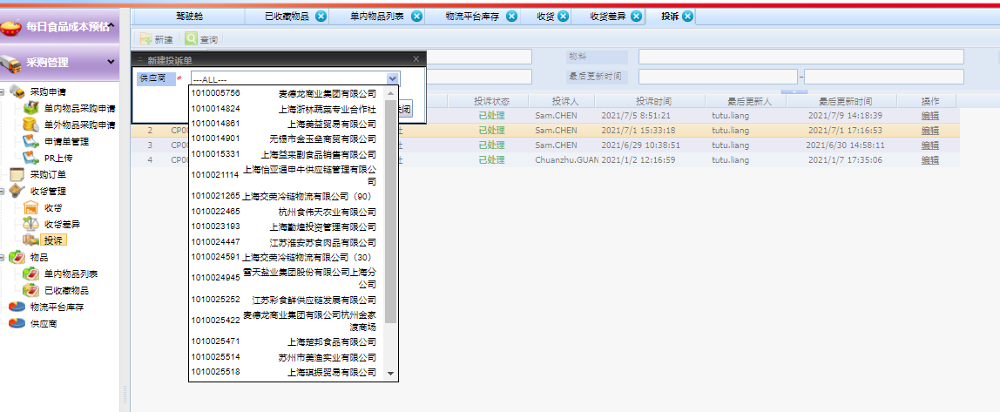 每日食品成本预估
采购管理
采购申请
单内物品采购申请
单外物品采购申请
申请单管理
PR上传
采购订单
收货管理
收货
收货差异
投诉
物品
单内物品列表
已收藏物品
物流平台库存
供应商
驾驶舱 已收藏物品 单内物品列表 物流平台库存 收货 收货差异 投诉
新建 查询
物料
最后更新时间 -
新建投诉单
供应商 * ---ALL---
关闭
1010005756 麦德龙商业集团有限公司
1010014824 上海浙林蔬菜专业合作社
1010014861 上海美益贸易有限公司
1010014901 无锡市金玉垒商贸有限公司
1010015331 上海益来副食品销售有限公司
1010021114 上海怡亚通申牛供应链管理有限公
司
1010021265 上海交荣冷链物流有限公司（90）
1010022465 杭州食伟天农业有限公司
1010023193 上海勤煌投资管理有限公司
1010024447 江苏淮安苏食肉品有限公司
1010024591 上海交荣冷链物流有限公司（30）
1010024945 雪天盐业集团股份有限公司上海分
公司
1010025252 江苏彩食鲜供应链发展有限公司
1010025422 麦德龙商业集团有限公司杭州金家
渡商场
1010025471 上海楚邦食品有限公司
1010025514 苏州市美渔实业有限公司
1010025518 上海琪振贸易有限公司
投诉状态 投诉人 投诉时间 最后更新人 最后更新时间 操作
已处理 Sam.CHEN 2021/7/5 8:51:21 tutu.liang 2021/7/9 14:18:39 编辑
2 CP00 已处理 Sam.CHEN 2021/7/1 15:33:18 tutu.liang 2021/7/1 17:16:53 编辑
3 CP00 已处理 Sam.CHEN 2021/6/29 10:38:51 tutu.liang 2021/6/30 14:58:11 编辑
4 CP00 已处理 Chuanzhu.GUAN 2021/1/2 12:16:59 tutu.liang 2021/1/7 17:35:06 编辑